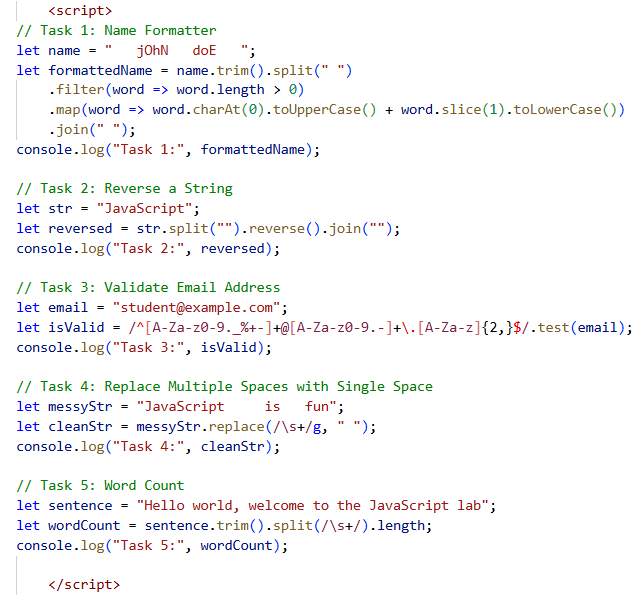 <script>
// Task 1: Name Formatter
let name = "   jOhN   doE   ";
let formattedName = name.trim().split(" ")
.filter(word => word.length > 0)
.map(word => word.charAt(0).toUpperCase() + word.slice(1).toLowerCase())
.join(" ");
console.log("Task 1:", formattedName);
// Task 2: Reverse a String
let str = "JavaScript";
let reversed = str.split("").reverse().join("");
console.log("Task 2:", reversed);
// Task 3: Validate Email Address
let email = "student@example.com";
let isValid = /^[A-Za-z0-9._%+-]+@[A-Za-z0-9.-]+\.[A-Za-z]{2,}$/.test(email);
console.log("Task 3:", isValid);
// Task 4: Replace Multiple Spaces with Single Space
let messyStr = "JavaScript     is   fun";
let cleanStr = messyStr.replace(/\s+/g, " ");
console.log("Task 4:", cleanStr);
// Task 5: Word Count
let sentence = "Hello world, welcome to the JavaScript lab";
let wordCount = sentence.trim().split(/\s+/).length;
console.log("Task 5:", wordCount);
</script>